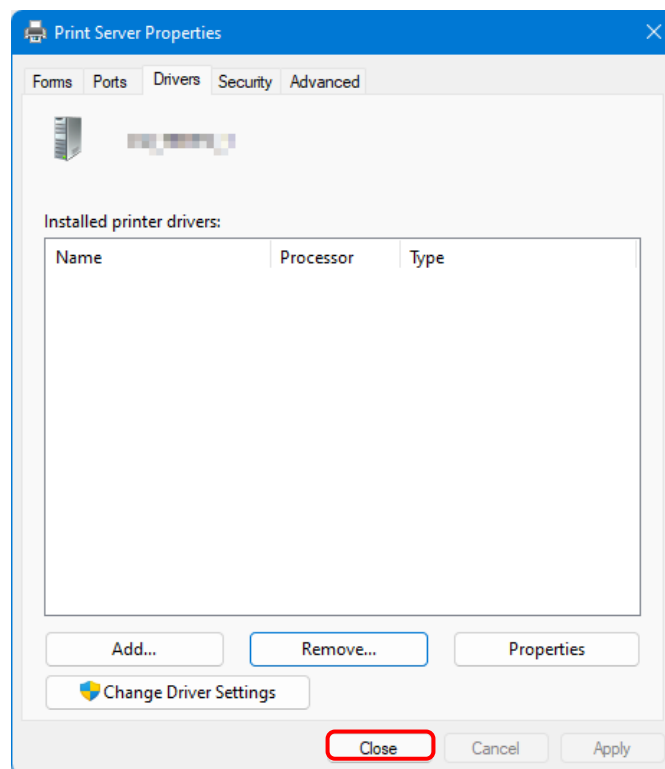 Print Server Properties
Forms Ports Drivers Security Advanced
Installed printer drivers:
Name Processor Type
Add... Remove... Properties
Change Driver Settings
Close Cancel Apply